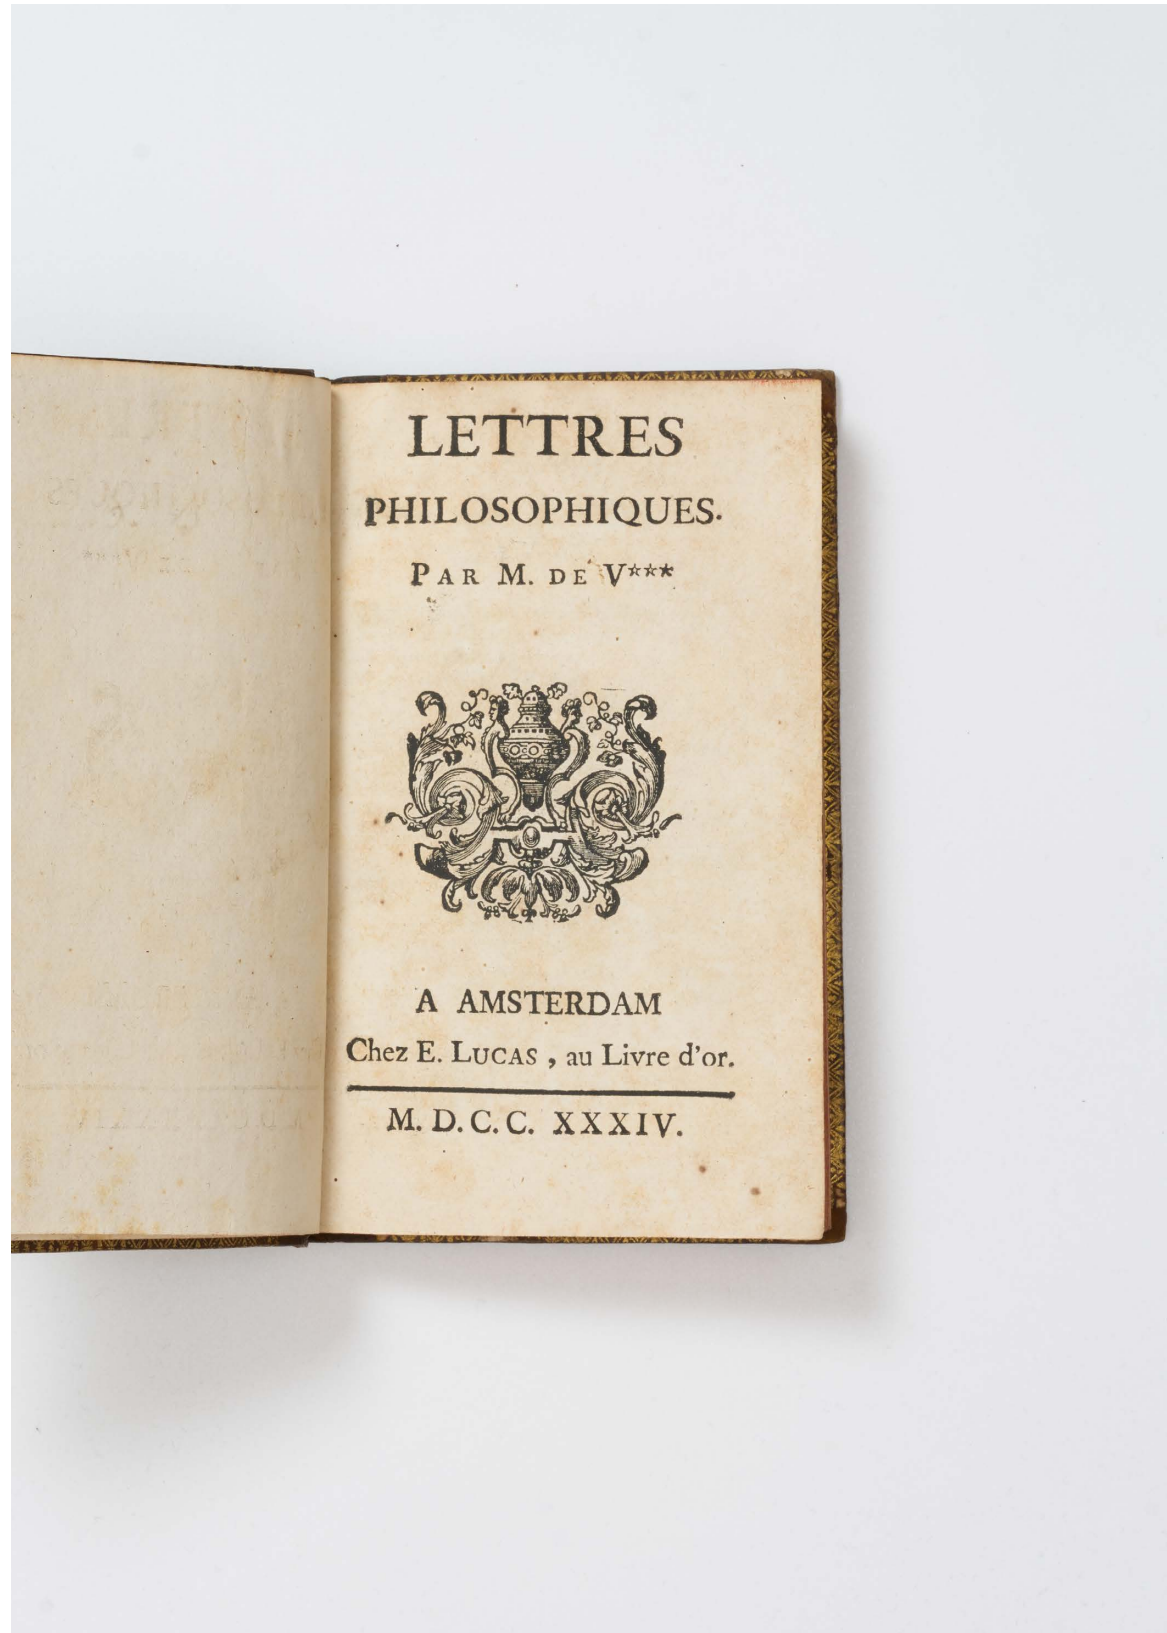 LETTRES
PHILOSOPHIQUES.
PAR M. DE V***
A AMSTERDAM
Chez E. LUCAS, au Livre d'or.
M. D. C. C. XXXIV.